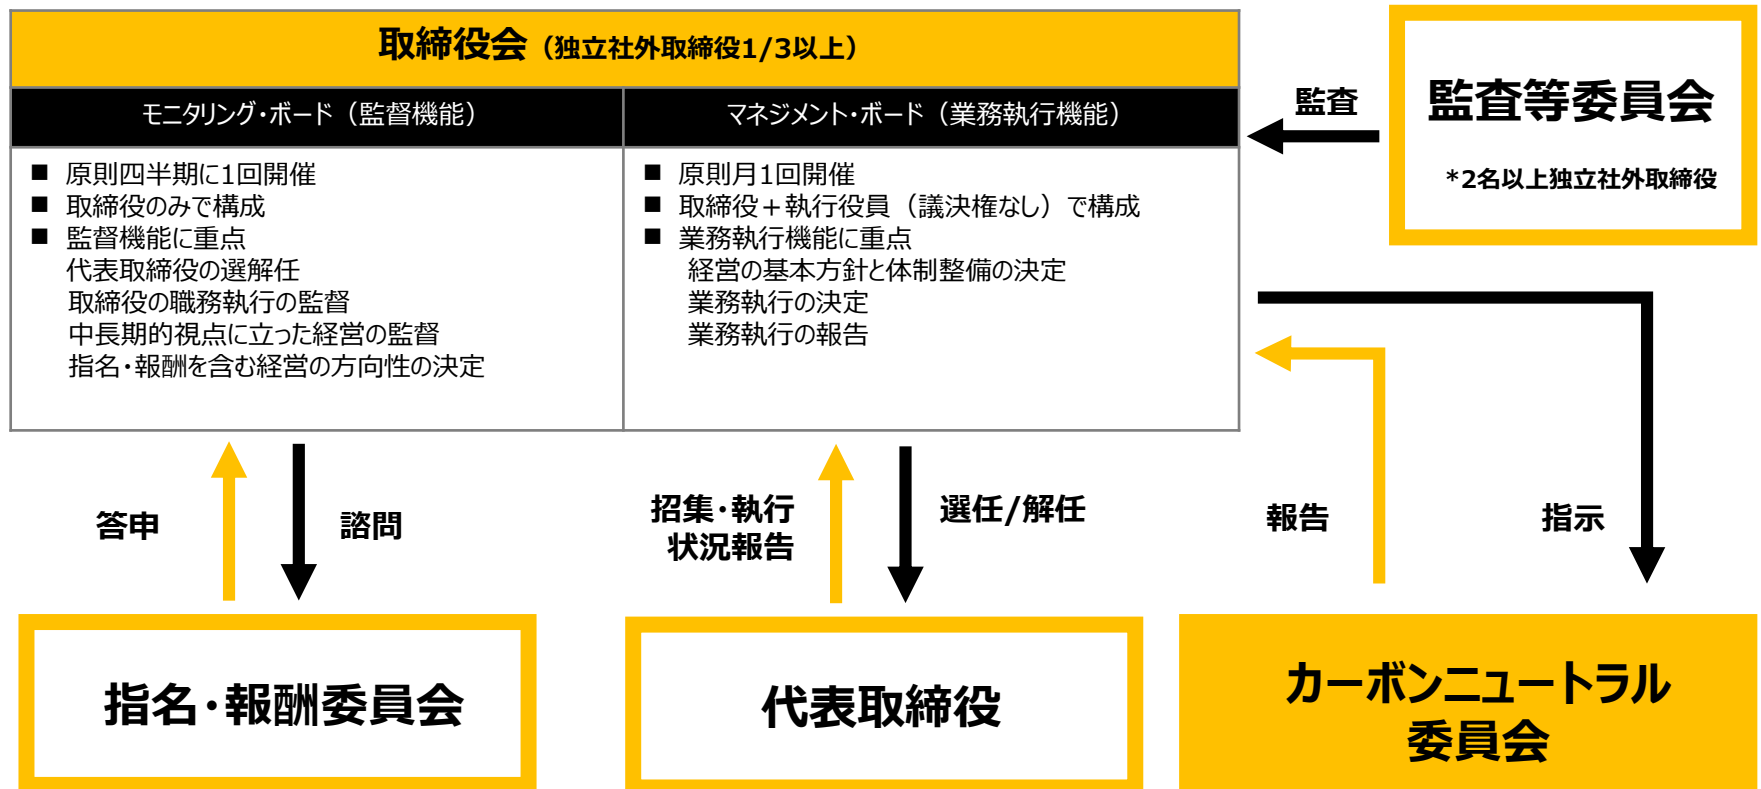 取締役会（独立社外取締役1/3以上）
モニタリング・ボード（監督機能）
■ 原則四半期に1回開催
■ 取締役のみで構成
■ 監督機能に重点
代表取締役の選解任
取締役の職務執行の監督
中長期的視点に立った経営の監督
指名・報酬を含む経営の方向性の決定
マネジメント・ボード（業務執行機能）
■ 原則月1回開催
■ 取締役＋執行役員（議決権なし）で構成
■ 業務執行機能に重点
経営の基本方針と体制整備の決定
業務執行の決定
業務執行の報告
監査
監査等委員会
*2名以上独立社外取締役
答申
諮問
招集・執行
状況報告
選任/解任
報告
指示
指名・報酬委員会
代表取締役
カーボンニュートラル
委員会